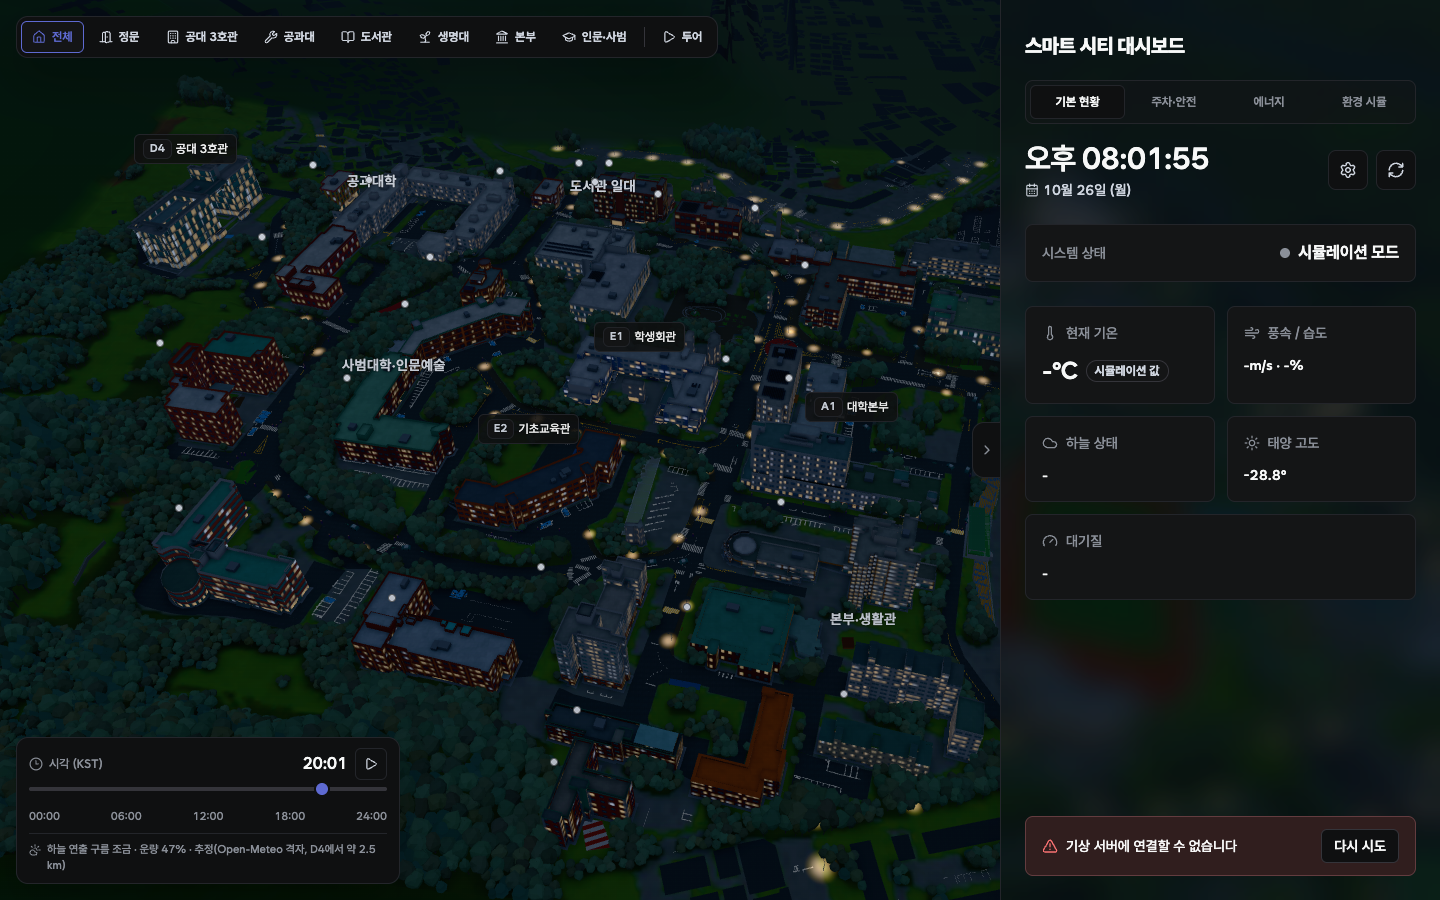 전체 정문 공대 3호관 공과대 도서관 생명대 본부 인문·사범 투어
D4 공대 3호관
공과대학
도서관 일대
E1 학생회관
사범대학·인문예술
A1 대학본부
E2 기초교육관
본부·생활관
시각 (KST) 20:01
00:00 06:00 12:00 18:00 24:00
하늘 연출 구름 조금 · 운량 47% · 추정(Open-Meteo 격자, D4에서 약 2.5
km)
스마트 시티 대시보드
기본 현황 주차·안전 에너지 환경 시뮬
오후 08:01:55
10월 26일 (월)
시스템 상태 시뮬레이션 모드
현재 기온
-°C 시뮬레이션 값
풍속 / 습도
-m/s · -%
하늘 상태
-
태양 고도
-28.8°
대기질
-
기상 서버에 연결할 수 없습니다 다시 시도